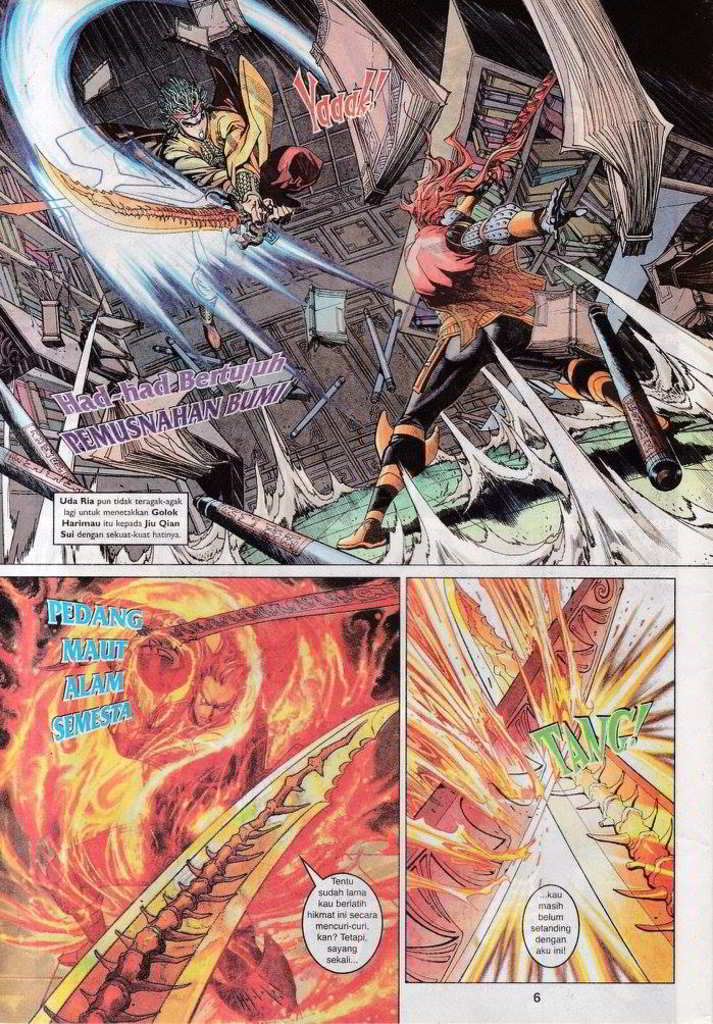 Yaaak!!
Had-had Bertujuh
PEMUSNAHAN BUMI!
Uda Ria pun tidak teragak-agak
lagi untuk menetakkan Golok
Harimau itu kepada Jiu Qian
Sui dengan sekuat-kuat hatinya.
PEDANG
MAUT
ALAM
SEMESTA
TANG!
Tentu
sudah lama
kau berlatih
hikmat ini secara
mencuri-curi,
kan? Tetapi,
sayang
sekali...
...kau
masih
belum
setanding
dengan
aku ini!
6